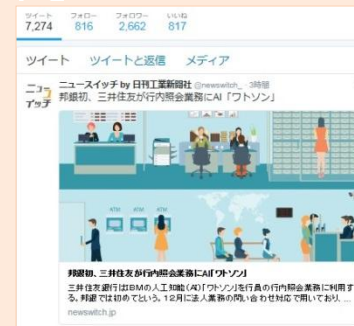 ツイート フォロー フォロワー いいね
7,274 816 2,662 817
ツイート ツイートと返信 メディア
ニュースイッチ
ニュースイッチ by 日刊工業新聞社 @newswitch_ · 3時間
邦銀初、三井住友が行内照会業務にAI「ワトソン」
ATM ATM ATM
邦銀初、三井住友が行内照会業務にAI「ワトソン」
三井住友銀行はIBMの人工知能(AI)「ワトソン」を行員の行内照会業務に利用す
る。邦銀では初めてという。12月に法人業務の問い合わせ対応で用いており、...
newswitch.jp